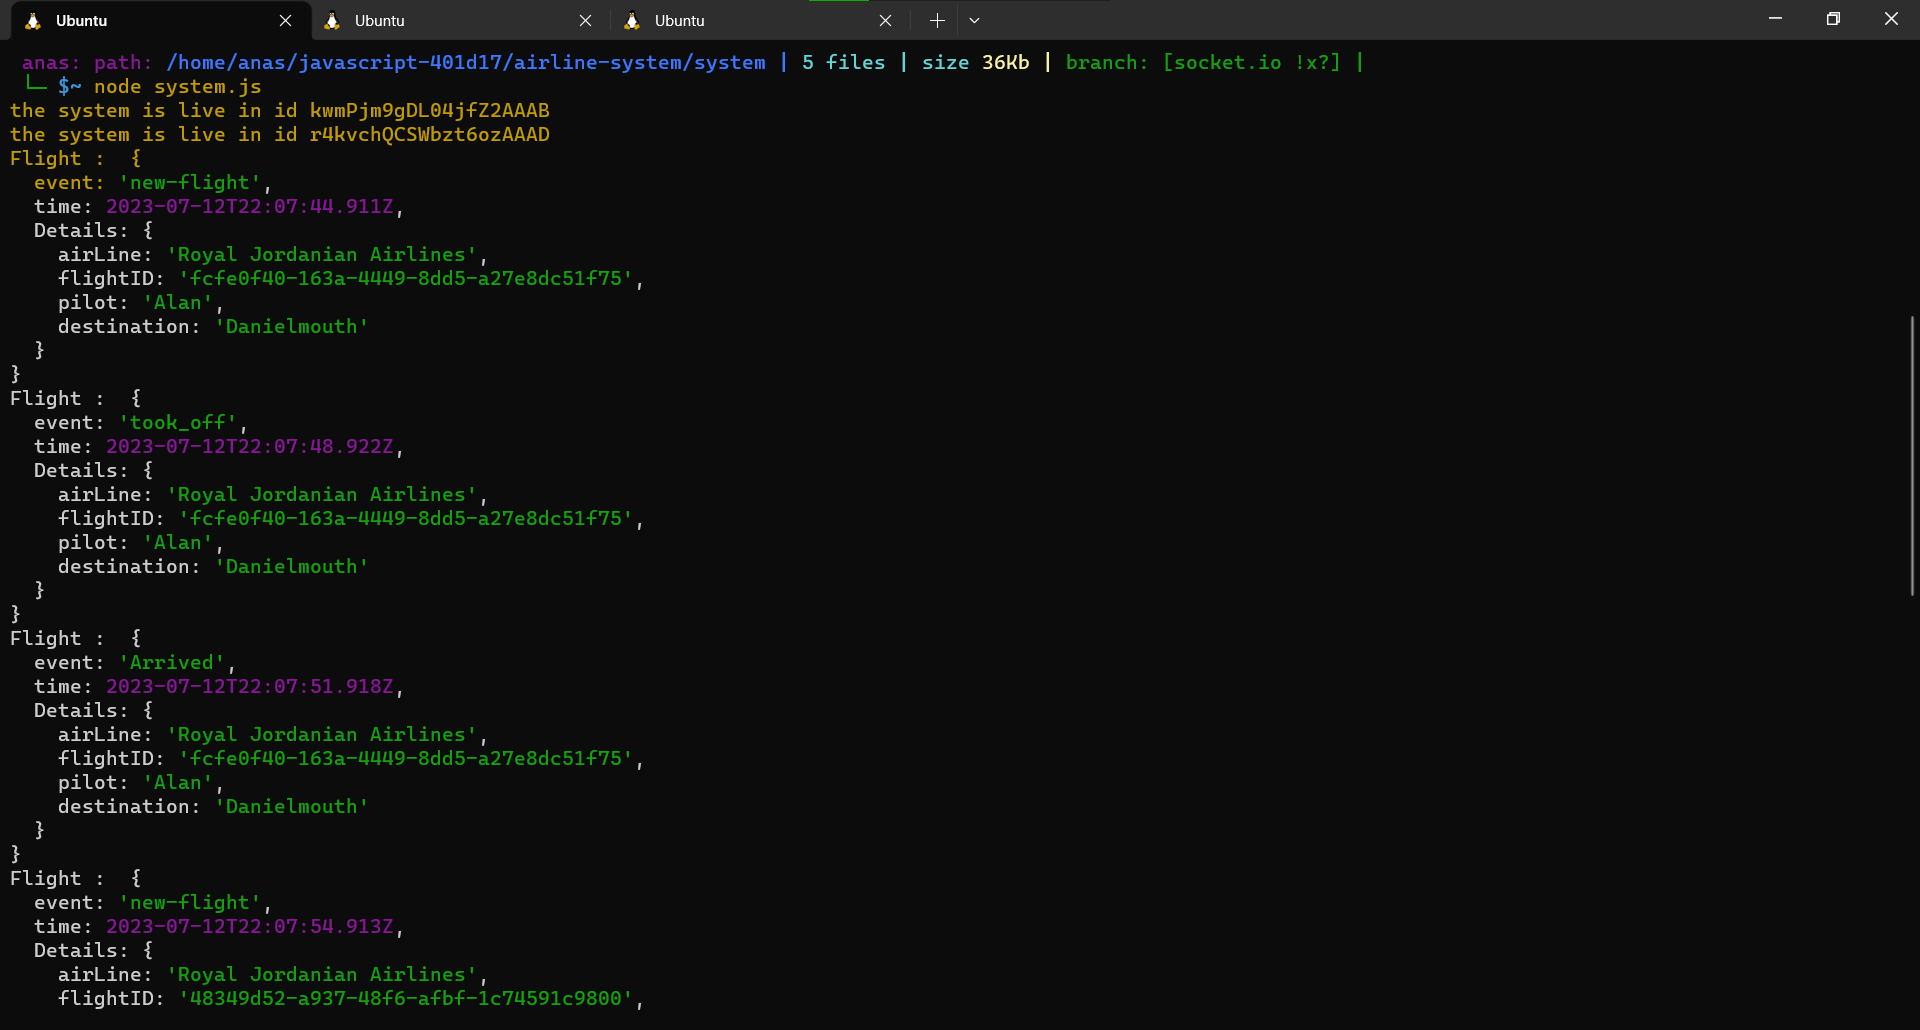 Ubuntu Ubuntu Ubuntu
anas: path: /home/anas/javascript-401d17/airline-system/system | 5 files | size 36Kb | branch: [socket.io !x?] |
└─ $~ node system.js
the system is live in id kwmPjm9gDL04jfZ2AAAB
the system is live in id r4kvchQCSWbzt6ozAAAD
Flight :  {
  event: 'new-flight',
  time: 2023-07-12T22:07:44.911Z,
  Details: {
    airLine: 'Royal Jordanian Airlines',
    flightID: 'fcfe0f40-163a-4449-8dd5-a27e8dc51f75',
    pilot: 'Alan',
    destination: 'Danielmouth'
  }
}
Flight :  {
  event: 'took_off',
  time: 2023-07-12T22:07:48.922Z,
  Details: {
    airLine: 'Royal Jordanian Airlines',
    flightID: 'fcfe0f40-163a-4449-8dd5-a27e8dc51f75',
    pilot: 'Alan',
    destination: 'Danielmouth'
  }
}
Flight :  {
  event: 'Arrived',
  time: 2023-07-12T22:07:51.918Z,
  Details: {
    airLine: 'Royal Jordanian Airlines',
    flightID: 'fcfe0f40-163a-4449-8dd5-a27e8dc51f75',
    pilot: 'Alan',
    destination: 'Danielmouth'
  }
}
Flight :  {
  event: 'new-flight',
  time: 2023-07-12T22:07:54.913Z,
  Details: {
    airLine: 'Royal Jordanian Airlines',
    flightID: '48349d52-a937-48f6-afbf-1c74591c9800',